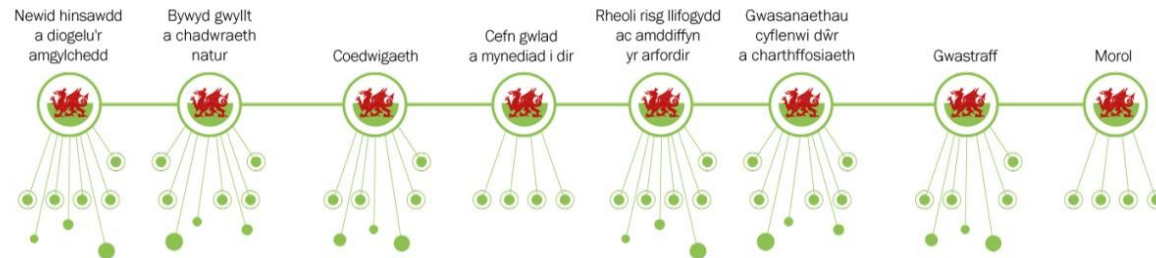 Newid hinsawdd
a diogelu'r
amgylchedd
Bywyd gwyllt
a chadwraeth
natur
Coedwigaeth
Cefn gwlad
a mynediad i dir
Rheoli risg llifogydd
ac amddiffyn
yr arfordir
Gwasanaethau
cyflenwi dŵr
a charthffosiaeth
Gwastraff
Morol